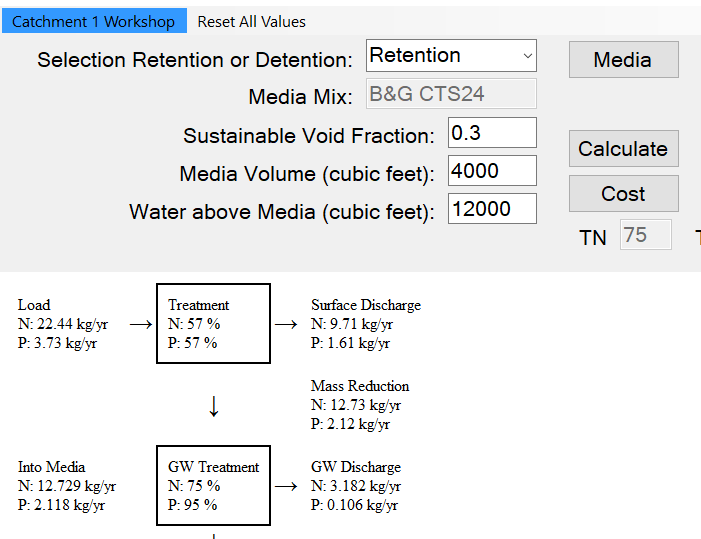 Catchment 1 Workshop Reset All Values
Selection Retention or Detention: Retention Media
Media Mix: B&G CTS24
Sustainable Void Fraction: 0.3
Calculate
Media Volume (cubic feet): 4000
Cost
Water above Media (cubic feet): 12000
TN 75
Load
N: 22.44 kg/yr
P: 3.73 kg/yr
Treatment
N: 57 %
P: 57 %
Surface Discharge
N: 9.71 kg/yr
P: 1.61 kg/yr
Mass Reduction
N: 12.73 kg/yr
P: 2.12 kg/yr
Into Media
N: 12.729 kg/yr
P: 2.118 kg/yr
GW Treatment
N: 75 %
P: 95 %
GW Discharge
N: 3.182 kg/yr
P: 0.106 kg/yr